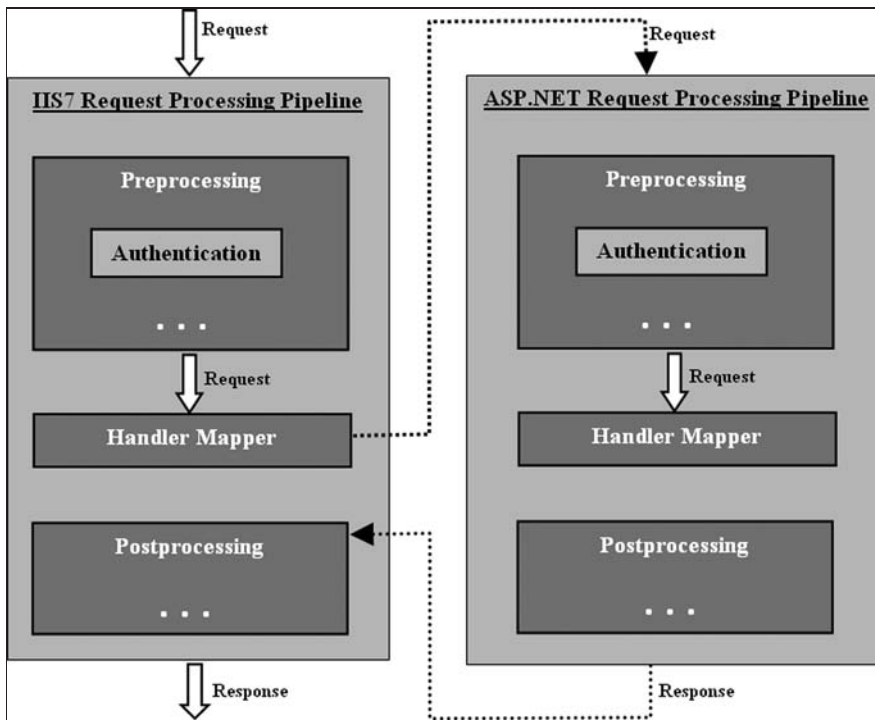 Request
IIS7 Request Processing Pipeline
Preprocessing
Authentication
. . .
Request
Handler Mapper
Postprocessing
. . .
Response
Request
ASP.NET Request Processing Pipeline
Preprocessing
Authentication
. . .
Request
Handler Mapper
Postprocessing
. . .
Response